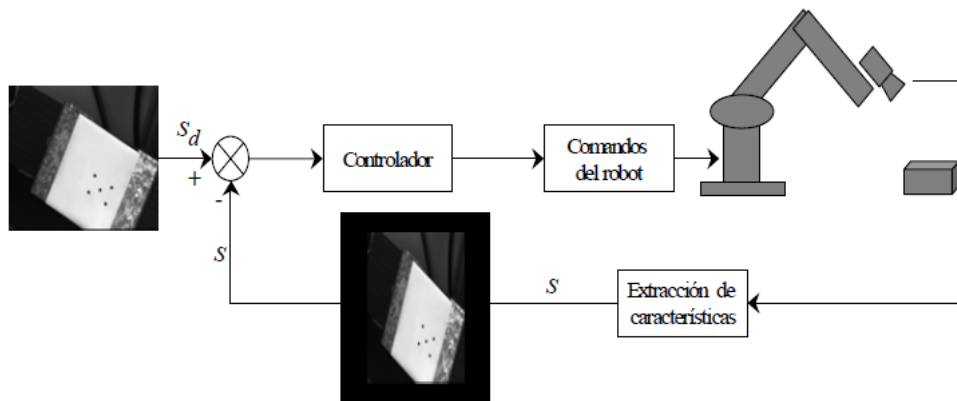 S_d
+
-
Controlador
Comandos
del robot
S
S
Extracción de
características